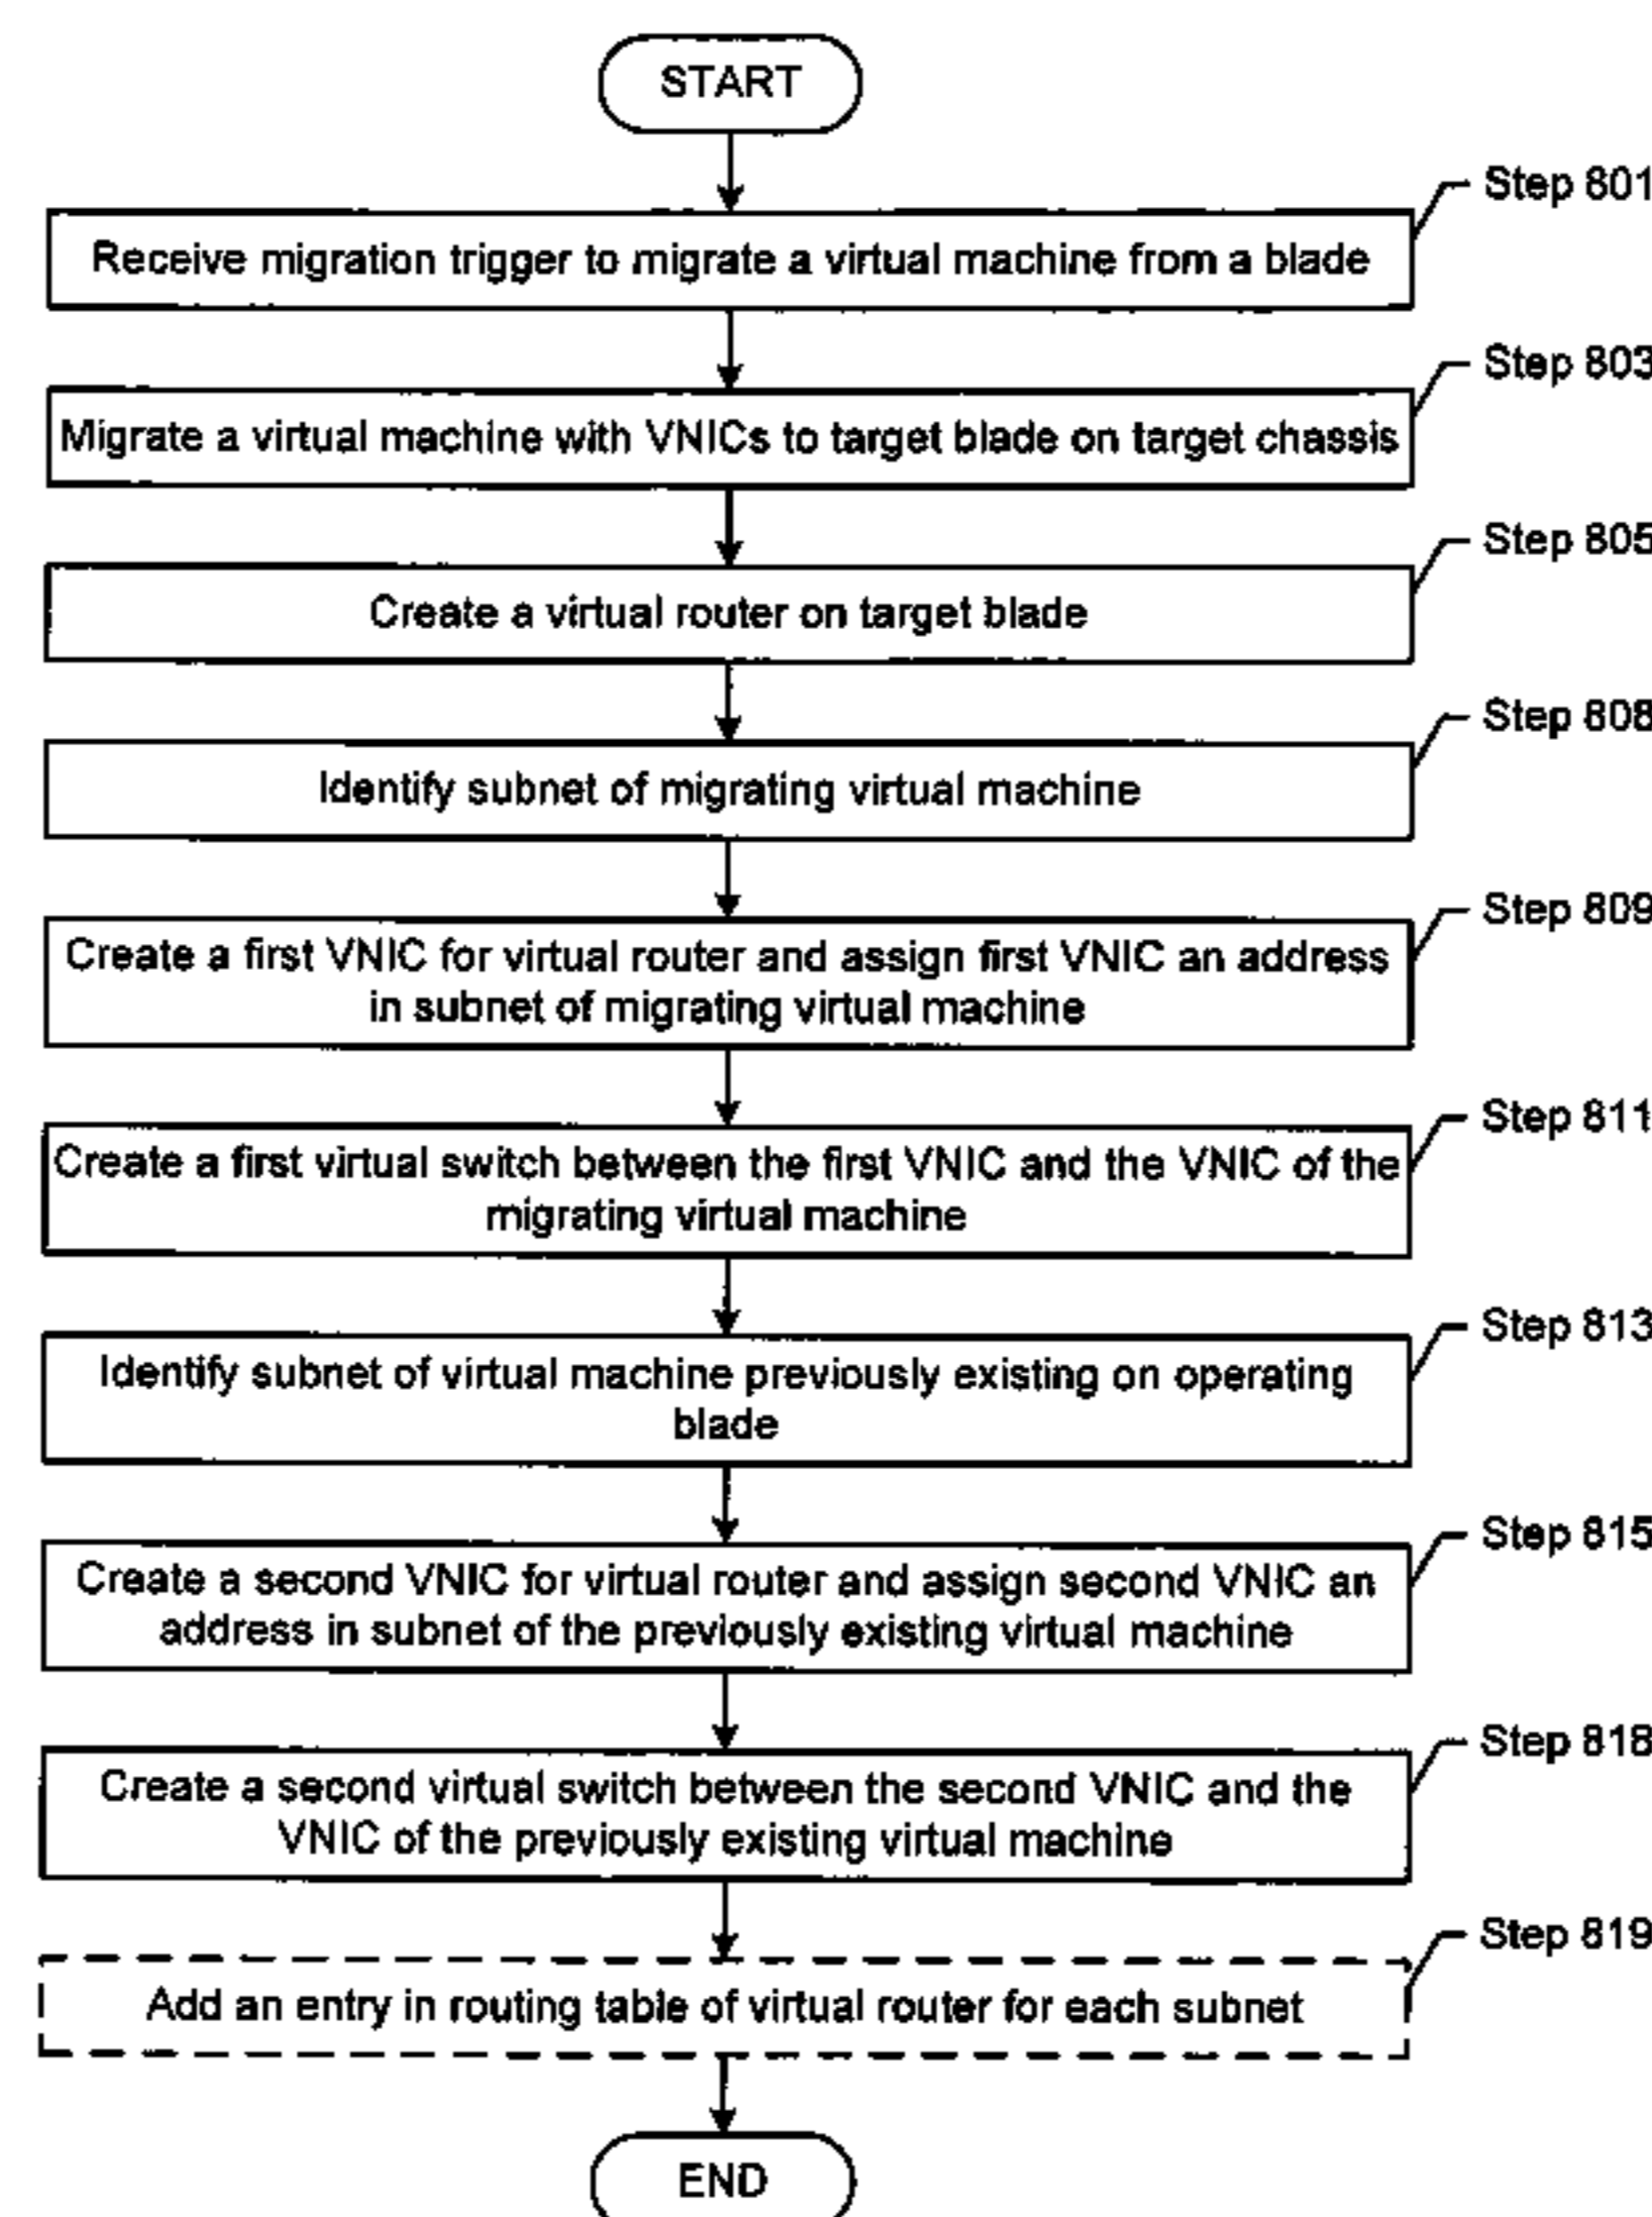 START
Step 801
Receive migration trigger to migrate a virtual machine from a blade
Step 803
Migrate a virtual machine with VNICs to target blade on target chassis
Step 805
Create a virtual router on target blade
Step 808
Identify subnet of migrating virtual machine
Step 809
Create a first VNIC for virtual router and assign first VNIC an address
in subnet of migrating virtual machine
Step 811
Create a first virtual switch between the first VNIC and the VNIC of the
migrating virtual machine
Step 813
Identify subnet of virtual machine previously existing on operating
blade
Step 815
Create a second VNIC for virtual router and assign second VNIC an
address in subnet of the previously existing virtual machine
Step 818
Create a second virtual switch between the second VNIC and the
VNIC of the previously existing virtual machine
Step 819
Add an entry in routing table of virtual router for each subnet
END